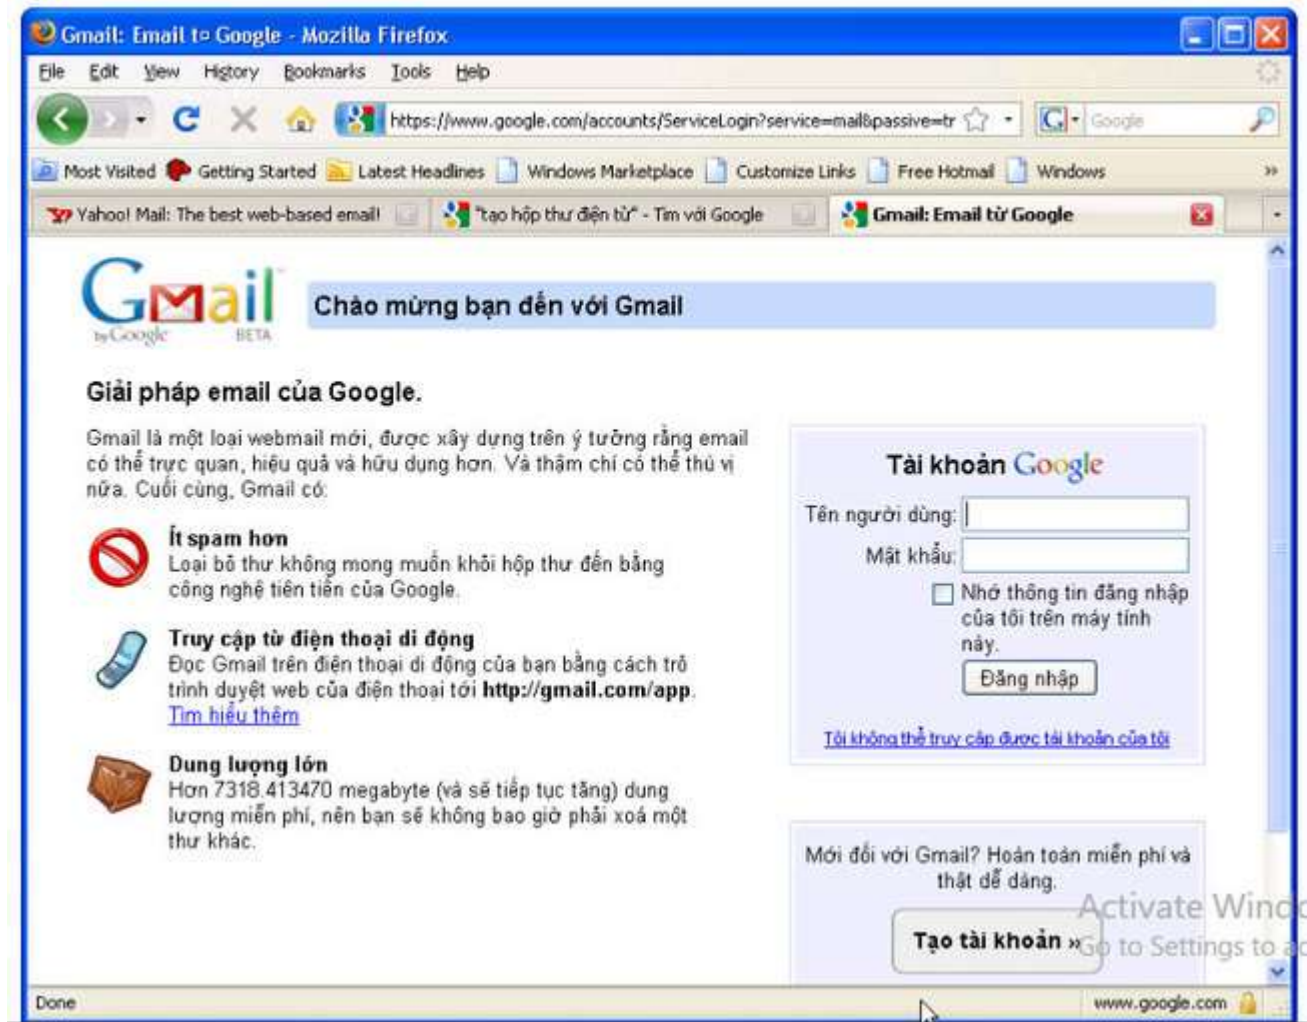 Gmail: Email t¤ Google - Mozilla Firefox
File Edit View History Bookmarks Tools Help
https://www.google.com/accounts/ServiceLogin?service=mail&passive=tr
Google
Most Visited Getting Started Latest Headlines Windows Marketplace Customize Links Free Hotmail Windows »
Yahoo! Mail: The best web-based email! "tạo hộp thư điện tử" - Tìm với Google Gmail: Email từ Google
Gmail
by Google BETA
Chào mừng bạn đến với Gmail
Giải pháp email của Google.
Gmail là một loại webmail mới, được xây dựng trên ý tưởng rằng email
có thể trực quan, hiệu quả và hữu dụng hơn. Và thậm chí có thể thú vị
nữa. Cuối cùng, Gmail có:
Ít spam hơn
Loại bỏ thư không mong muốn khỏi hộp thư đến bằng
công nghệ tiên tiến của Google.
Truy cập từ điện thoại di động
Đọc Gmail trên điện thoại di động của bạn bằng cách trỏ
trình duyệt web của điện thoại tới http://gmail.com/app.
Tìm hiểu thêm
Dung lượng lớn
Hơn 7318.413470 megabyte (và sẽ tiếp tục tăng) dung
lượng miễn phí, nên bạn sẽ không bao giờ phải xoá một
thư khác.
Tài khoản Google
Tên người dùng:
Mật khẩu:
Nhớ thông tin đăng nhập
của tôi trên máy tính
này.
Đăng nhập
Tôi không thể truy cập được tài khoản của tôi
Mới đối với Gmail? Hoàn toàn miễn phí và
thật dễ dàng.
Tạo tài khoản »
Activate Windo
Go to Settings to ac
Done
www.google.com